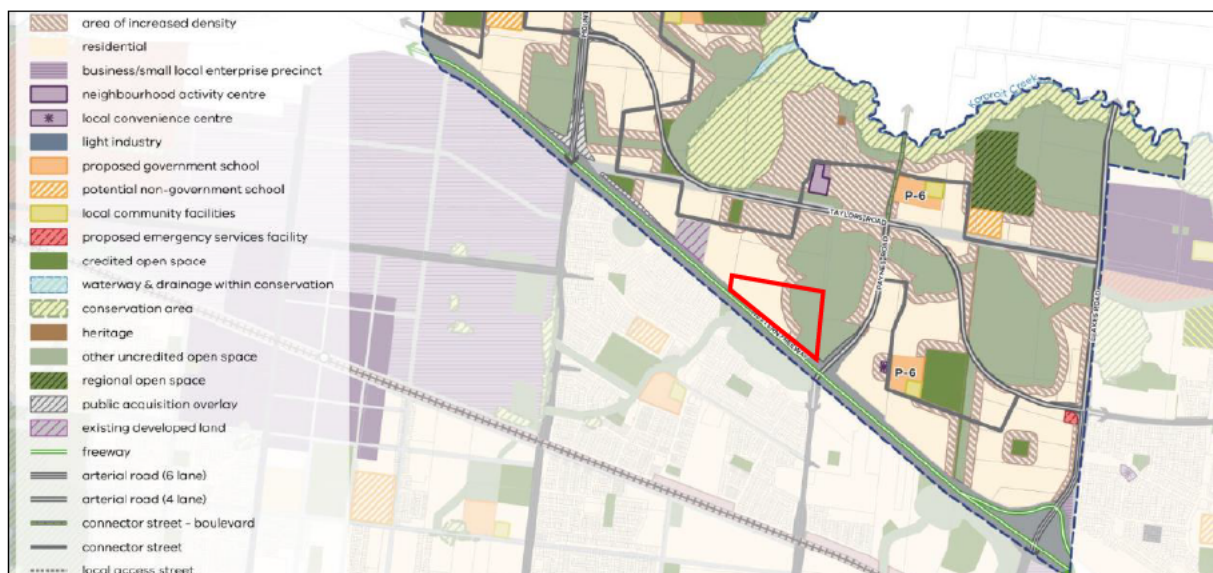 area of increased density
residential
business/small local enterprise precinct
neighbourhood activity centre
local convenience centre
light industry
proposed government school
potential non-government school
local community facilities
proposed emergency services facility
credited open space
waterway & drainage within conservation
conservation area
heritage
other uncredited open space
regional open space
public acquisition overlay
existing developed land
freeway
arterial road (6 lane)
arterial road (4 lane)
connector street - boulevard
connector street
local access street
MOUNT
Kororoit Creek
P-6
TAYLORS ROAD
PAYNES ROAD
P-6